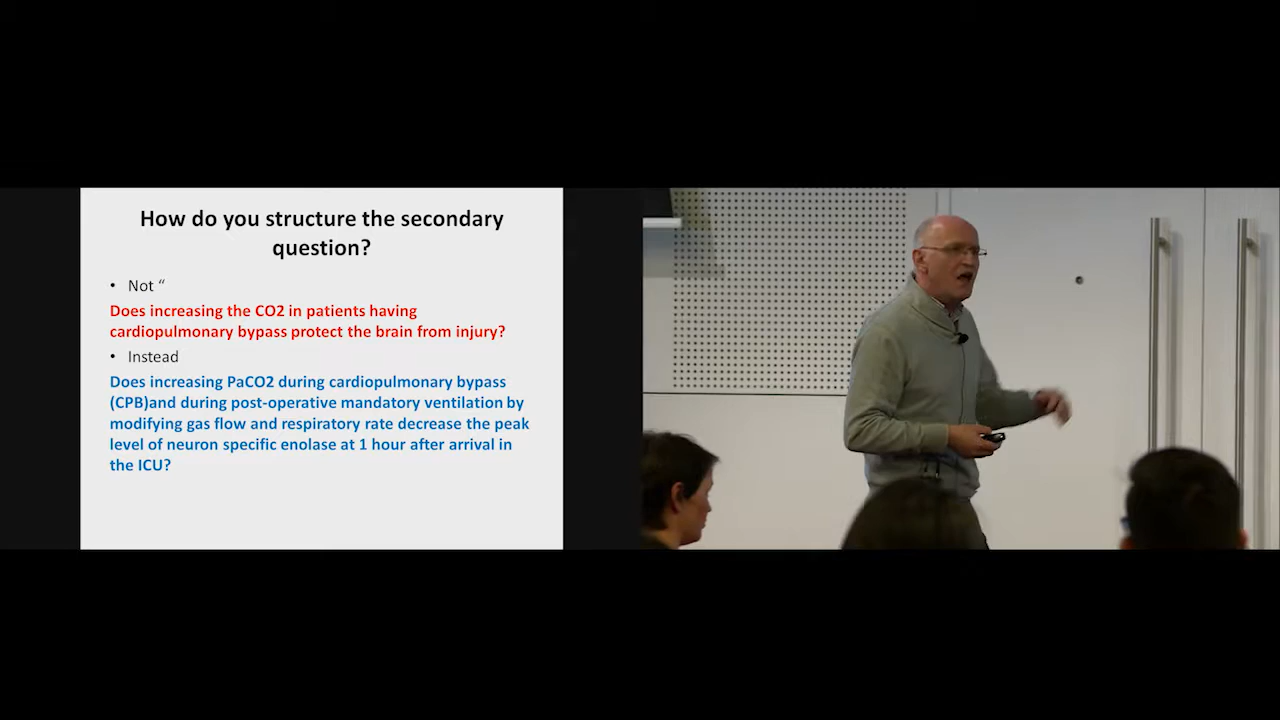 How do you structure the secondary
question?
• Not “
Does increasing the CO2 in patients having
cardiopulmonary bypass protect the brain from injury?
• Instead
Does increasing PaCO2 during cardiopulmonary bypass
(CPB)and during post-operative mandatory ventilation by
modifying gas flow and respiratory rate decrease the peak
level of neuron specific enolase at 1 hour after arrival in
the ICU?